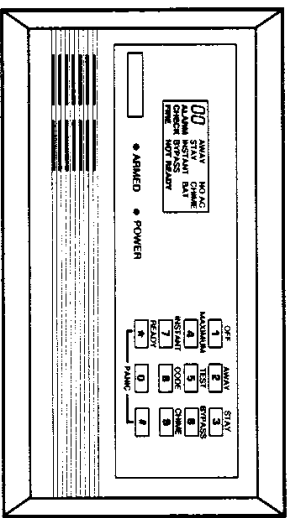 AWAY NO AC
00 STAY CHIME
ALARM INSTANT BAT
CHECK BYPASS
FIRE NOT READY
ARMED POWER
OFF AWAY STAY
1 2 3
MAXIMUM TEST BYPASS
4 5 6
INSTANT CODE CHIME
7 8 9
READY
* 0 #
PANIC